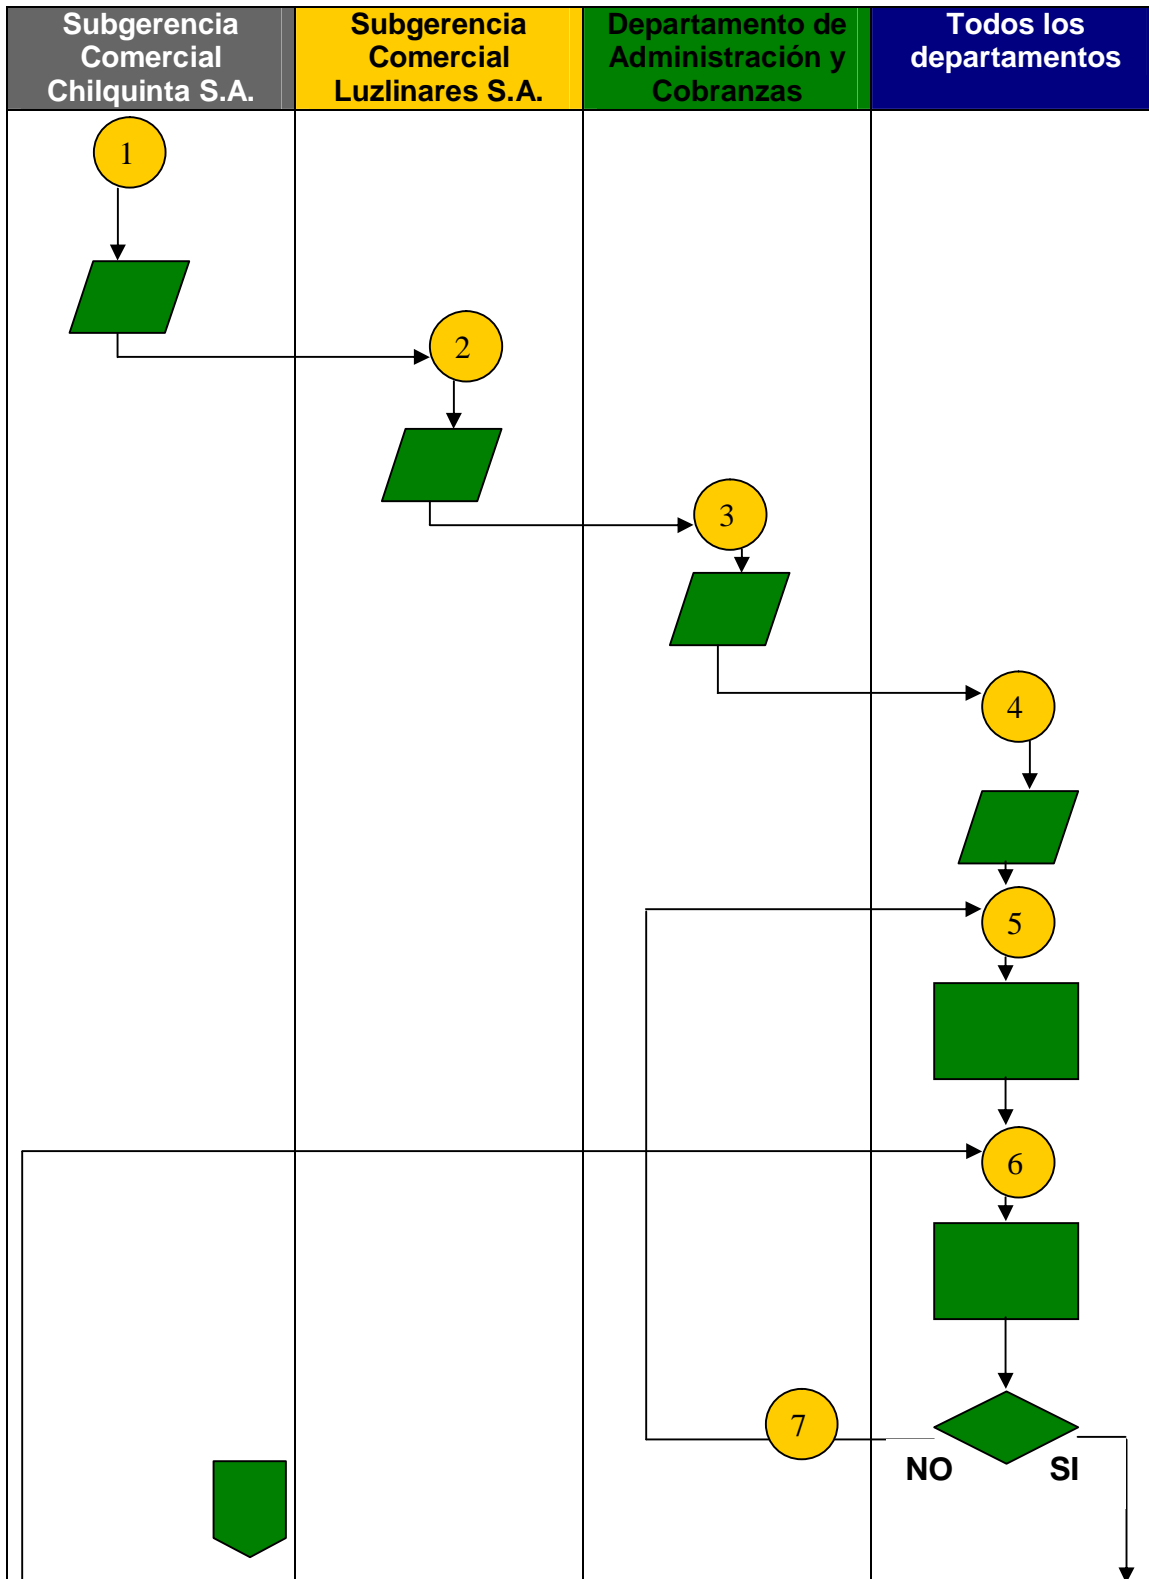 Subgerencia
Comercial
Chilquinta S.A.
Subgerencia
Comercial
Luzlinares S.A.
Departamento de
Administración y
Cobranzas
Todos los
departamentos
1
2
3
4
5
6
7
NO
SI